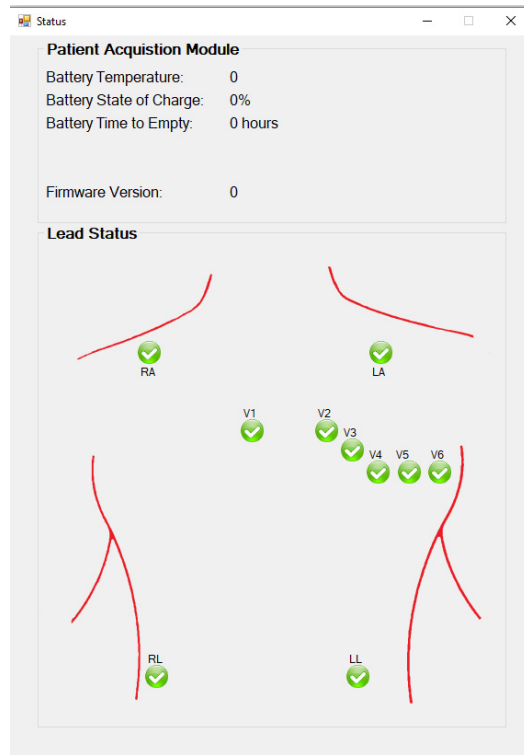 Status
Patient Acquistion Module
Battery Temperature: 0
Battery State of Charge: 0%
Battery Time to Empty: 0 hours
Firmware Version: 0
Lead Status
RA
LA
V1
V2
V3
V4
V5
V6
RL
LL